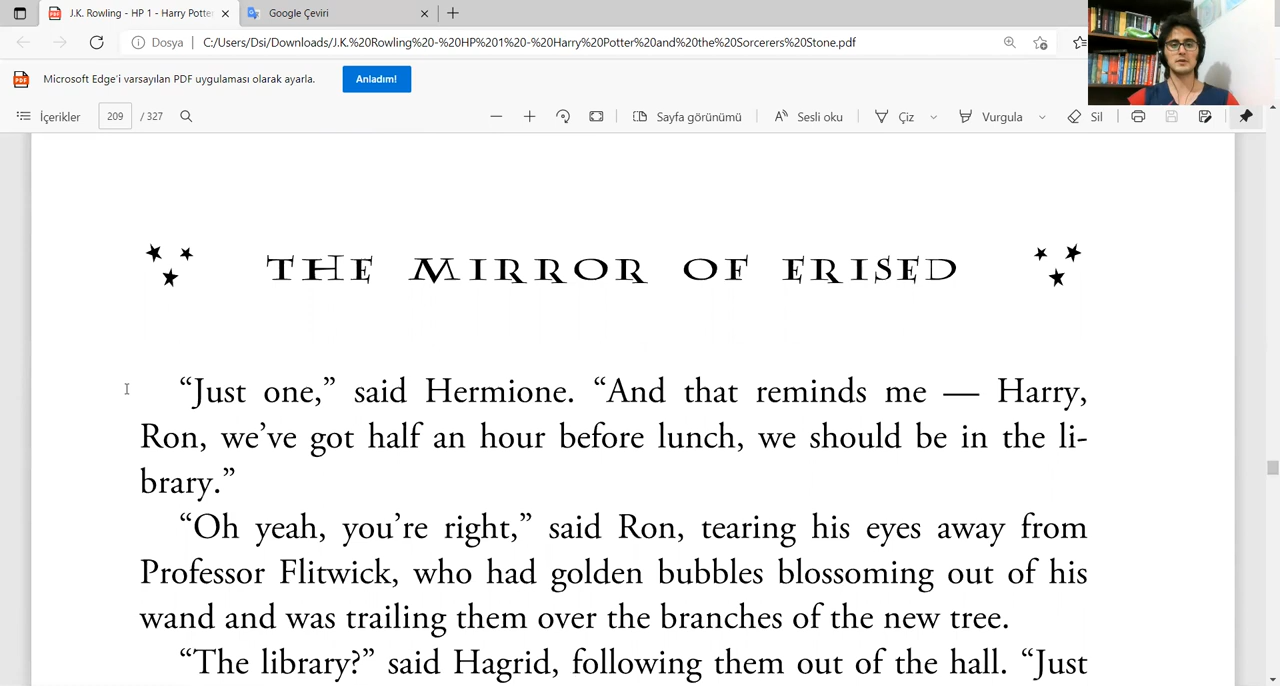 J.K. Rowling - HP 1 - Harry Potte
Google Çeviri
Dosya
C:/Users/Dsi/Downloads/J.K.%20Rowling%20-%20HP%201%20-%20Harry%20Potter%20and%20the%20Sorcerers%20Stone.pdf
PDF
Microsoft Edge'i varsayılan PDF uygulaması olarak ayarla.
Anladım!
İçerikler
209
/ 327
Sayfa görünümü
Sesli oku
Çiz
Vurgula
Sil
THE MIRROR OF ERISED
“Just one,” said Hermione. “And that reminds me — Harry,
Ron, we’ve got half an hour before lunch, we should be in the li-
brary.”
“Oh yeah, you’re right,” said Ron, tearing his eyes away from
Professor Flitwick, who had golden bubbles blossoming out of his
wand and was trailing them over the branches of the new tree.
“The library?” said Hagrid, following them out of the hall. “Just